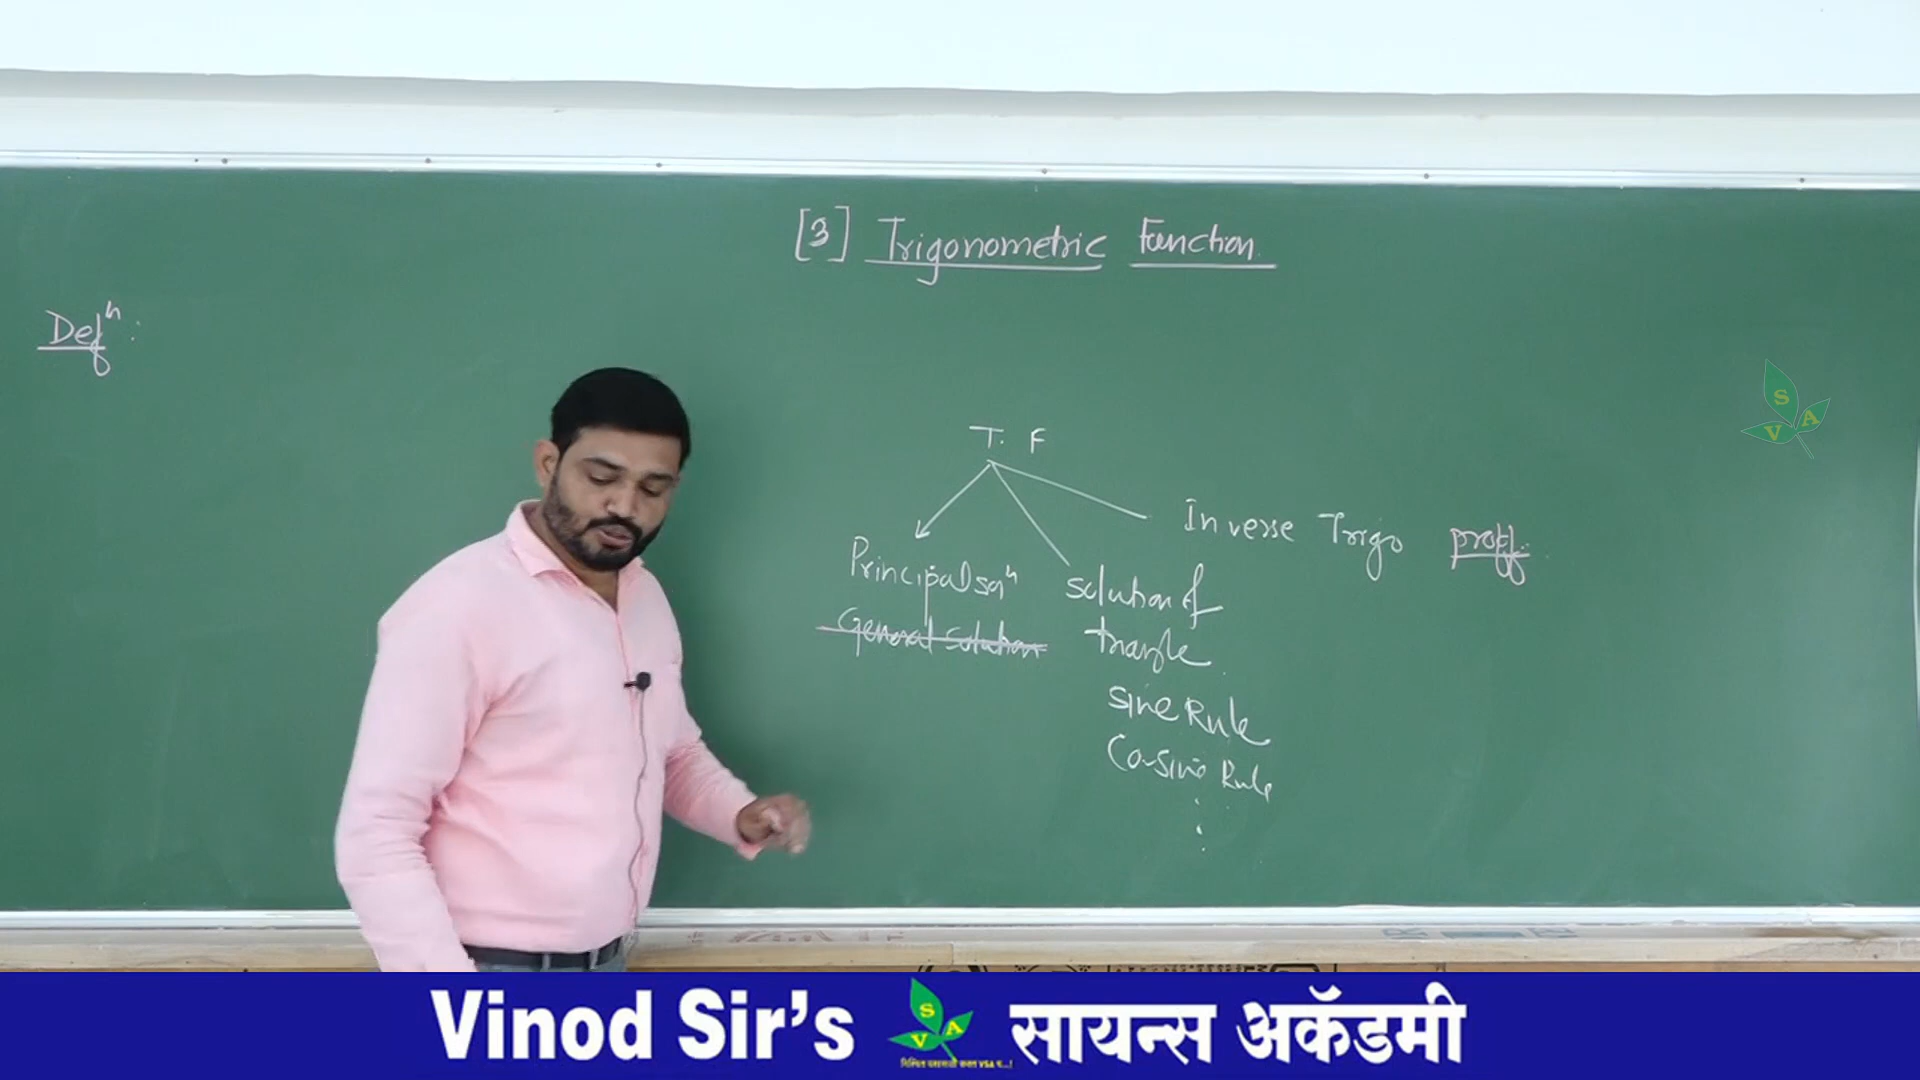 [3] Trigonometric Function.
Defⁿ:
T. F
Inverse Trigo
Principal solⁿ
General Solution
solution of
triangle.
Sine Rule
Co-sine Rule
S
V A
Vinod Sir's
S
V A
सायन्स अकॅडमी